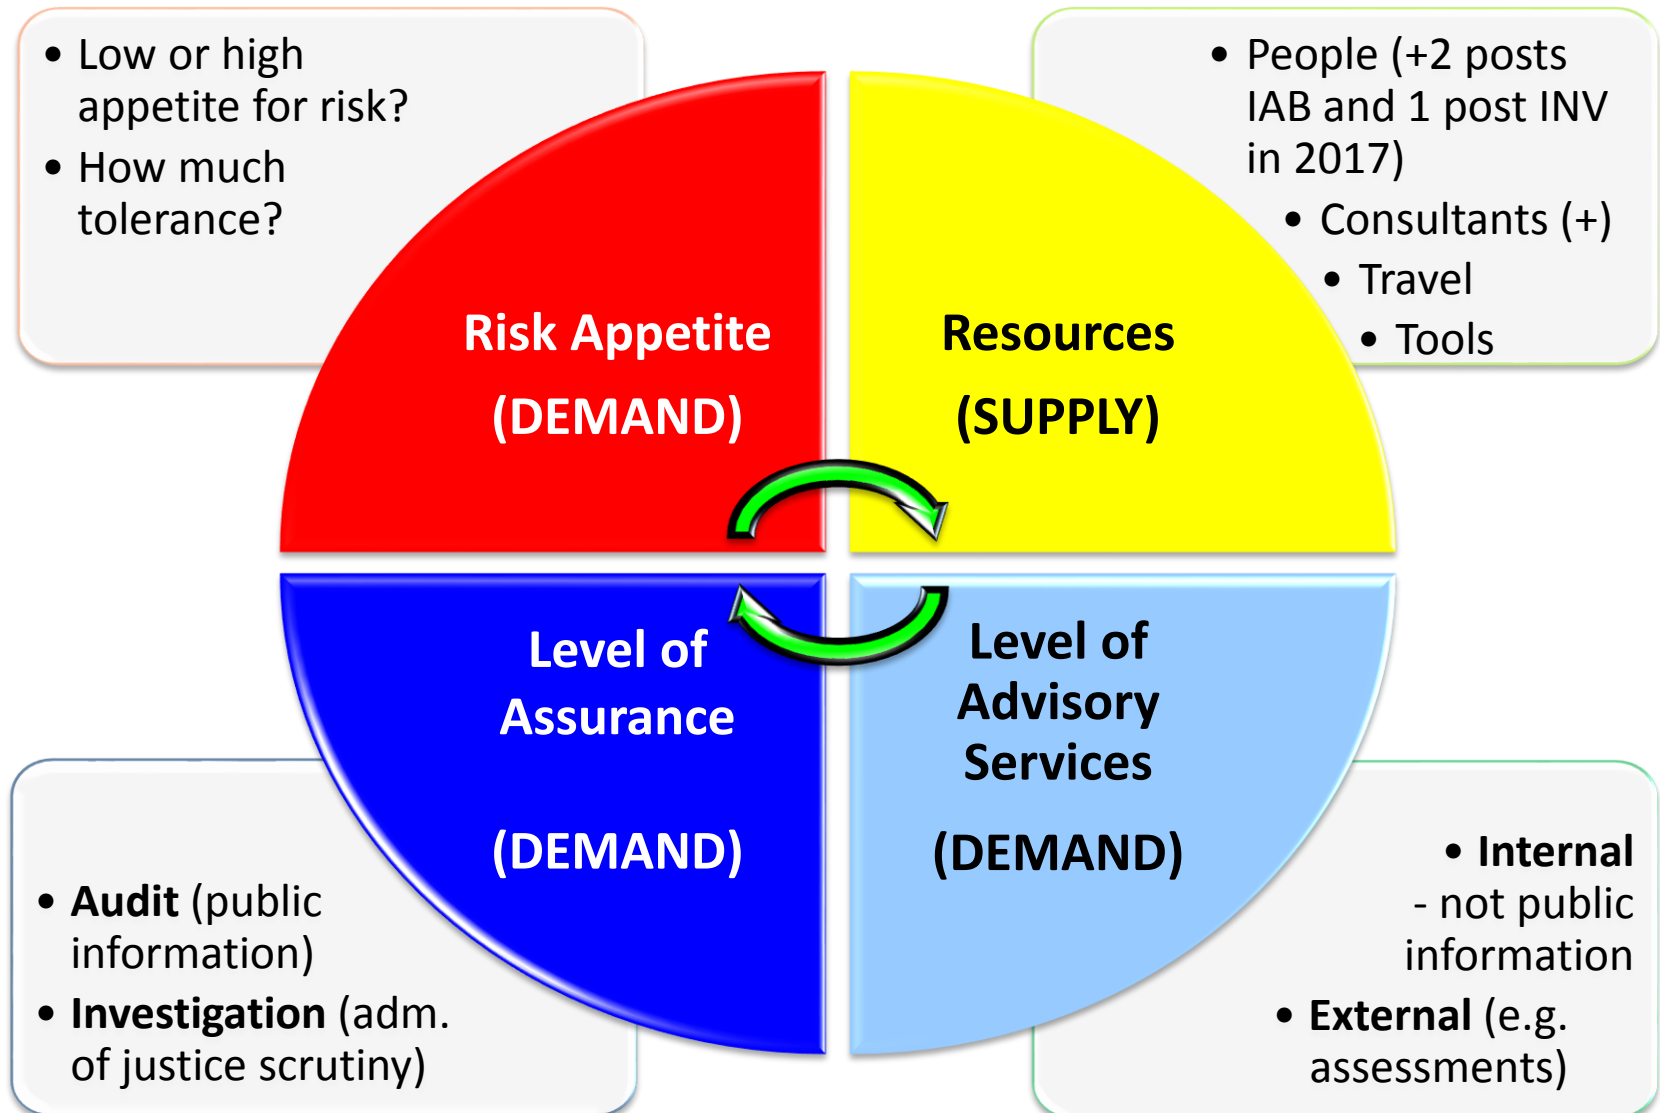 • Low or high
appetite for risk?
• How much
tolerance?
• People (+2 posts
IAB and 1 post INV
in 2017)
• Consultants (+)
• Travel
• Tools
Risk Appetite
(DEMAND)
Resources
(SUPPLY)
Level of
Assurance
(DEMAND)
Level of
Advisory
Services
(DEMAND)
• Audit (public
information)
• Investigation (adm.
of justice scrutiny)
• Internal
- not public
information
• External (e.g.
assessments)